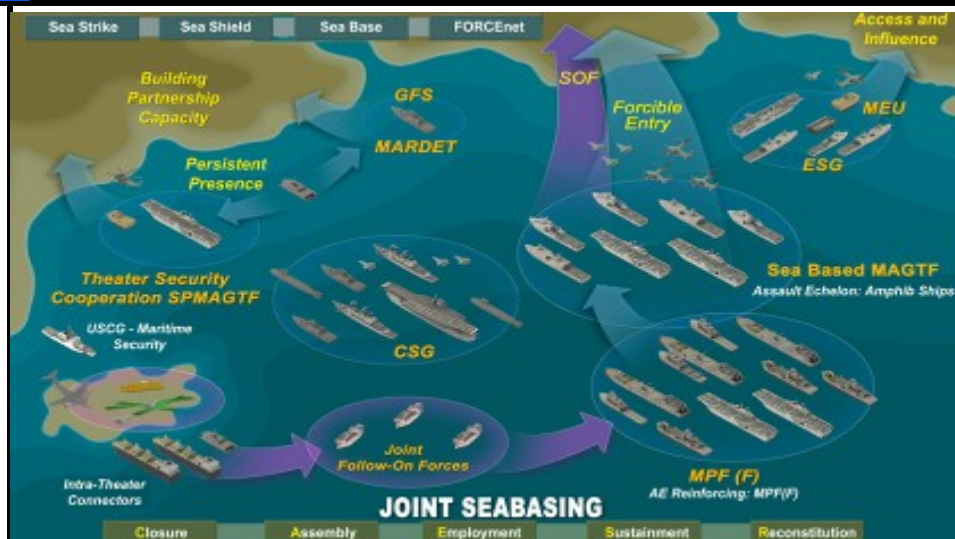 Sea Strike
Sea Shield
Sea Base
FORCEnet
Access and
Influence
Building
Partnership
Capacity
GFS
MARDET
SOF
Forcible
Entry
MEU
ESG
Persistent
Presence
Theater Security
Cooperation SPMAGTF
Sea Based MAGTF
Assault Echelon: Amphib Ships
USCG - Maritime
Security
CSG
Joint
Follow-On Forces
Intra-Theater
Connectors
MPF (F)
AE Reinforcing: MPF(F)
JOINT SEABASING
Closure
Assembly
Employment
Sustainment
Reconstitution